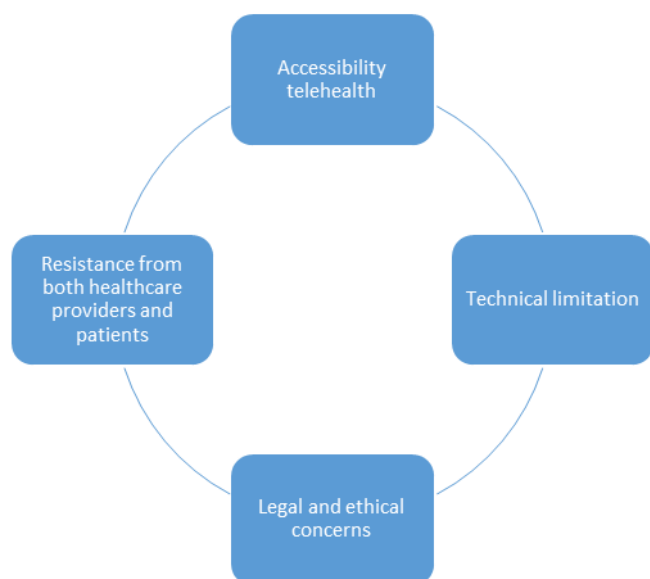 Accessibility
telehealth
Resistance from
both healthcare
providers and
patients
Technical limitation
Legal and ethical
concerns